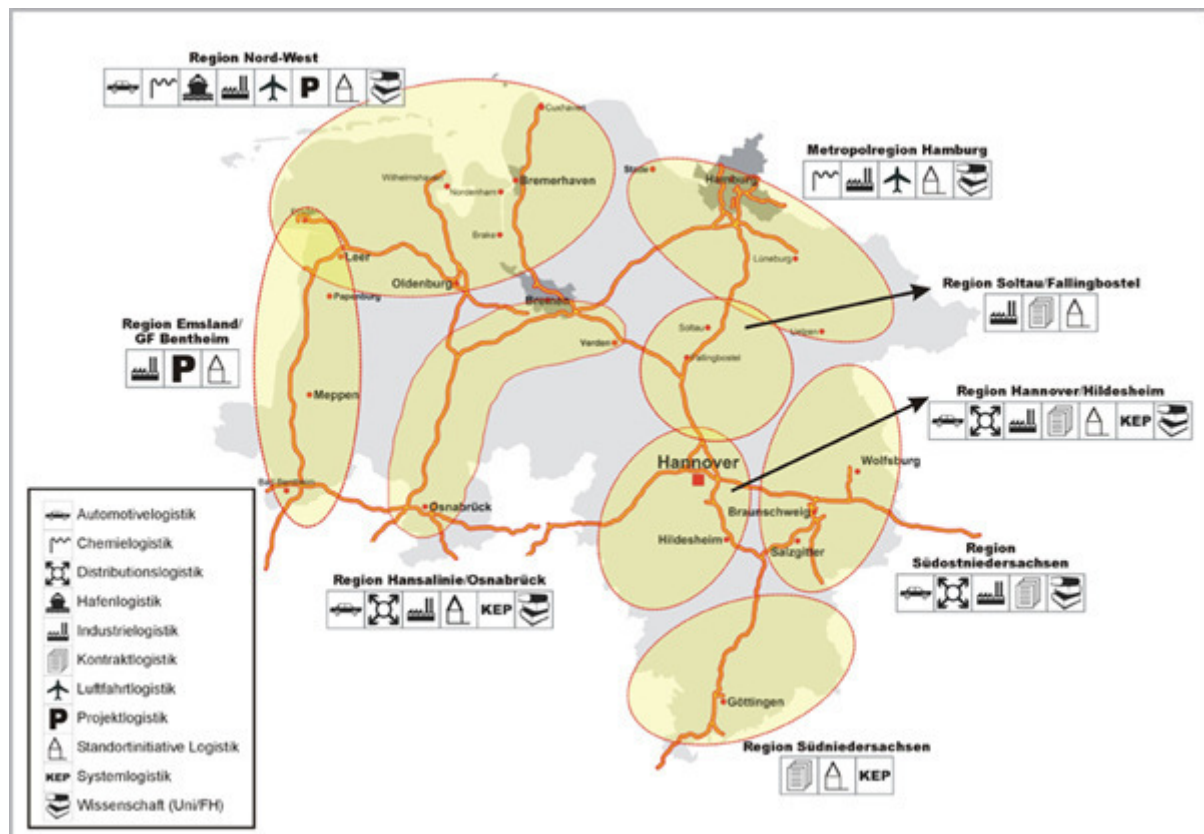 Region Nord-West
P
Cuxhaven
Metropolregion Hamburg
Stade
Hamburg
Wilhelmshaven
Bremerhaven
Nordenham
Emden
Brake
Lüneburg
Leer
Oldenburg
Region Soltau/Fallingbostel
Papenburg
Bremen
Region Emsland/
GF Bentheim
P
Soltau
Uelzen
Verden
Fallingbostel
Region Hannover/Hildesheim
KEP
Meppen
Hannover
Wolfsburg
Bad Bentheim
Osnabrück
Braunschweig
Hildesheim
Salzgitter
Region
Südostniedersachsen
Region Hansalinie/Osnabrück
KEP
Göttingen
Region Südniedersachsen
KEP
Automotivelogistik
Chemielogistik
Distributionslogistik
Hafenlogistik
Industrielogistik
Kontraktlogistik
Luftfahrtlogistik
P Projektlogistik
Standortinitiative Logistik
KEP Systemlogistik
Wissenschaft (Uni/FH)